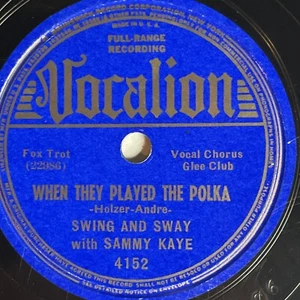 FULL-RANGE
RECORDING
Vocalion
Fox Trot
(22986)
Vocal Chorus
Glee Club
WHEN THEY PLAYED THE POLKA
-Holzer-Andre-
SWING AND SWAY
with SAMMY KAYE
4152